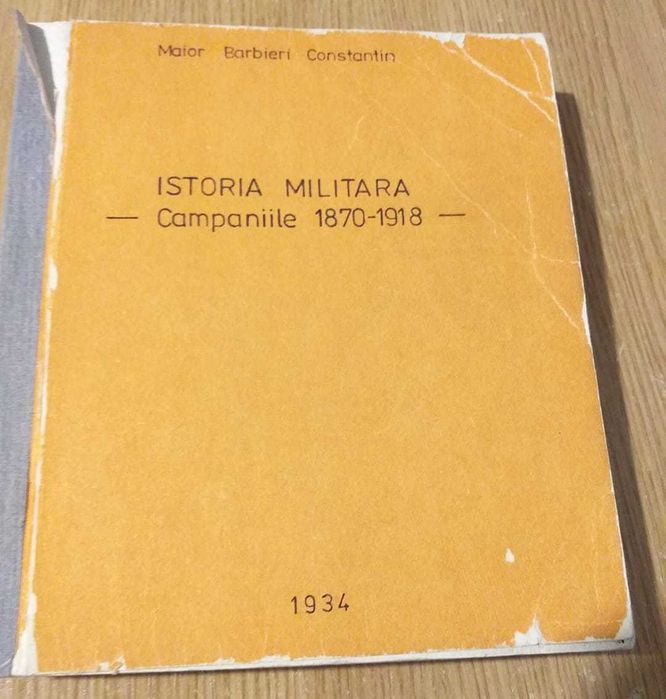 Maior Barbieri Constantin
ISTORIA MILITARA
— Campaniile 1870-1918 —
1934